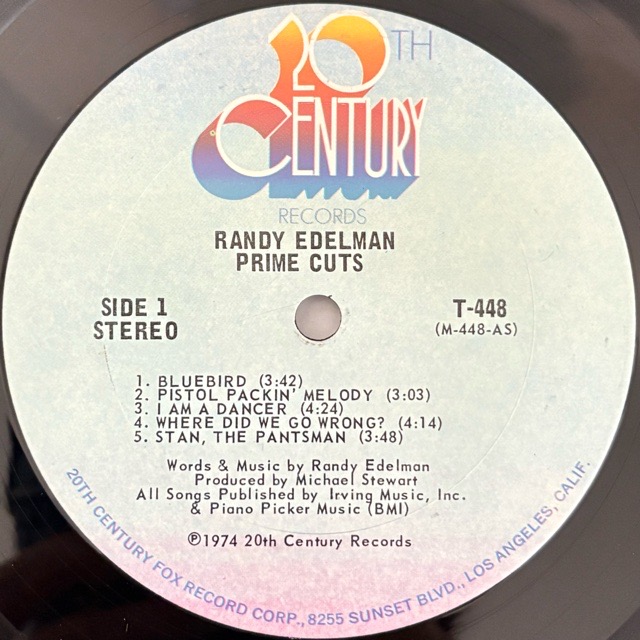 20TH
CENTURY
RECORDS
RANDY EDELMAN
PRIME CUTS
SIDE 1
STEREO
T-448
(M-448-AS)
1. BLUEBIRD (3:42)
2. PISTOL PACKIN' MELODY (3:03)
3. I AM A DANCER (4:24)
4. WHERE DID WE GO WRONG? (4:14)
5. STAN, THE PANTSMAN (3:48)
Words & Music by Randy Edelman
Produced by Michael Stewart
All Songs Published by Irving Music, Inc.
& Piano Picker Music (BMI)
℗1974 20th Century Records
20TH CENTURY FOX RECORD CORP., 8255 SUNSET BLVD., LOS ANGELES, CALIF.